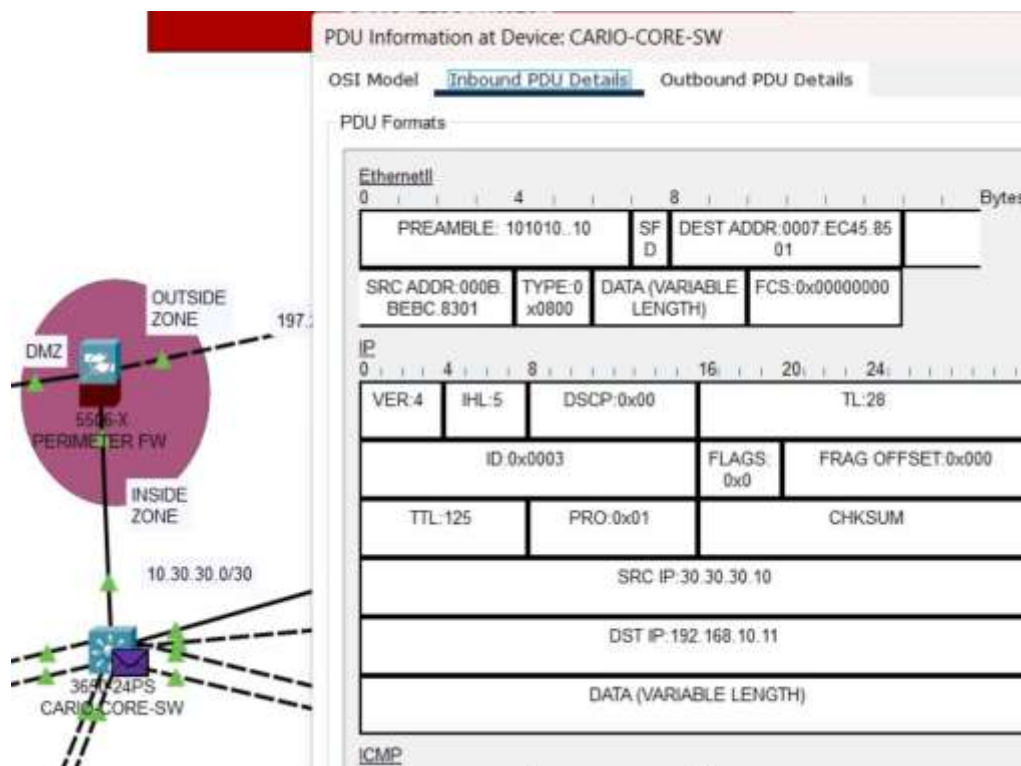 PDU Information at Device: CARIO-CORE-SW
OSI Model Inbound PDU Details Outbound PDU Details
PDU Formats
EthernetII
0 4 8 Bytes
PREAMBLE: 101010..10 SF D DEST ADDR:0007.EC45.85 01
SRC ADDR:000B. BEBC.8301 TYPE:0 x0800 DATA (VARIABLE LENGTH) FCS:0x00000000
IP
0 4 8 16 20 24
VER:4 IHL:5 DSCP:0x00 TL:28
ID:0x0003 FLAGS: 0x0 FRAG OFFSET:0x000
TTL:125 PRO:0x01 CHKSUM
SRC IP:30.30.30.10
DST IP:192.168.10.11
DATA (VARIABLE LENGTH)
ICMP
OUTSIDE
ZONE
197.
DMZ
5506-X
PERIMETER FW
INSIDE
ZONE
10.30.30.0/30
24PS
CARIO-CORE-SW